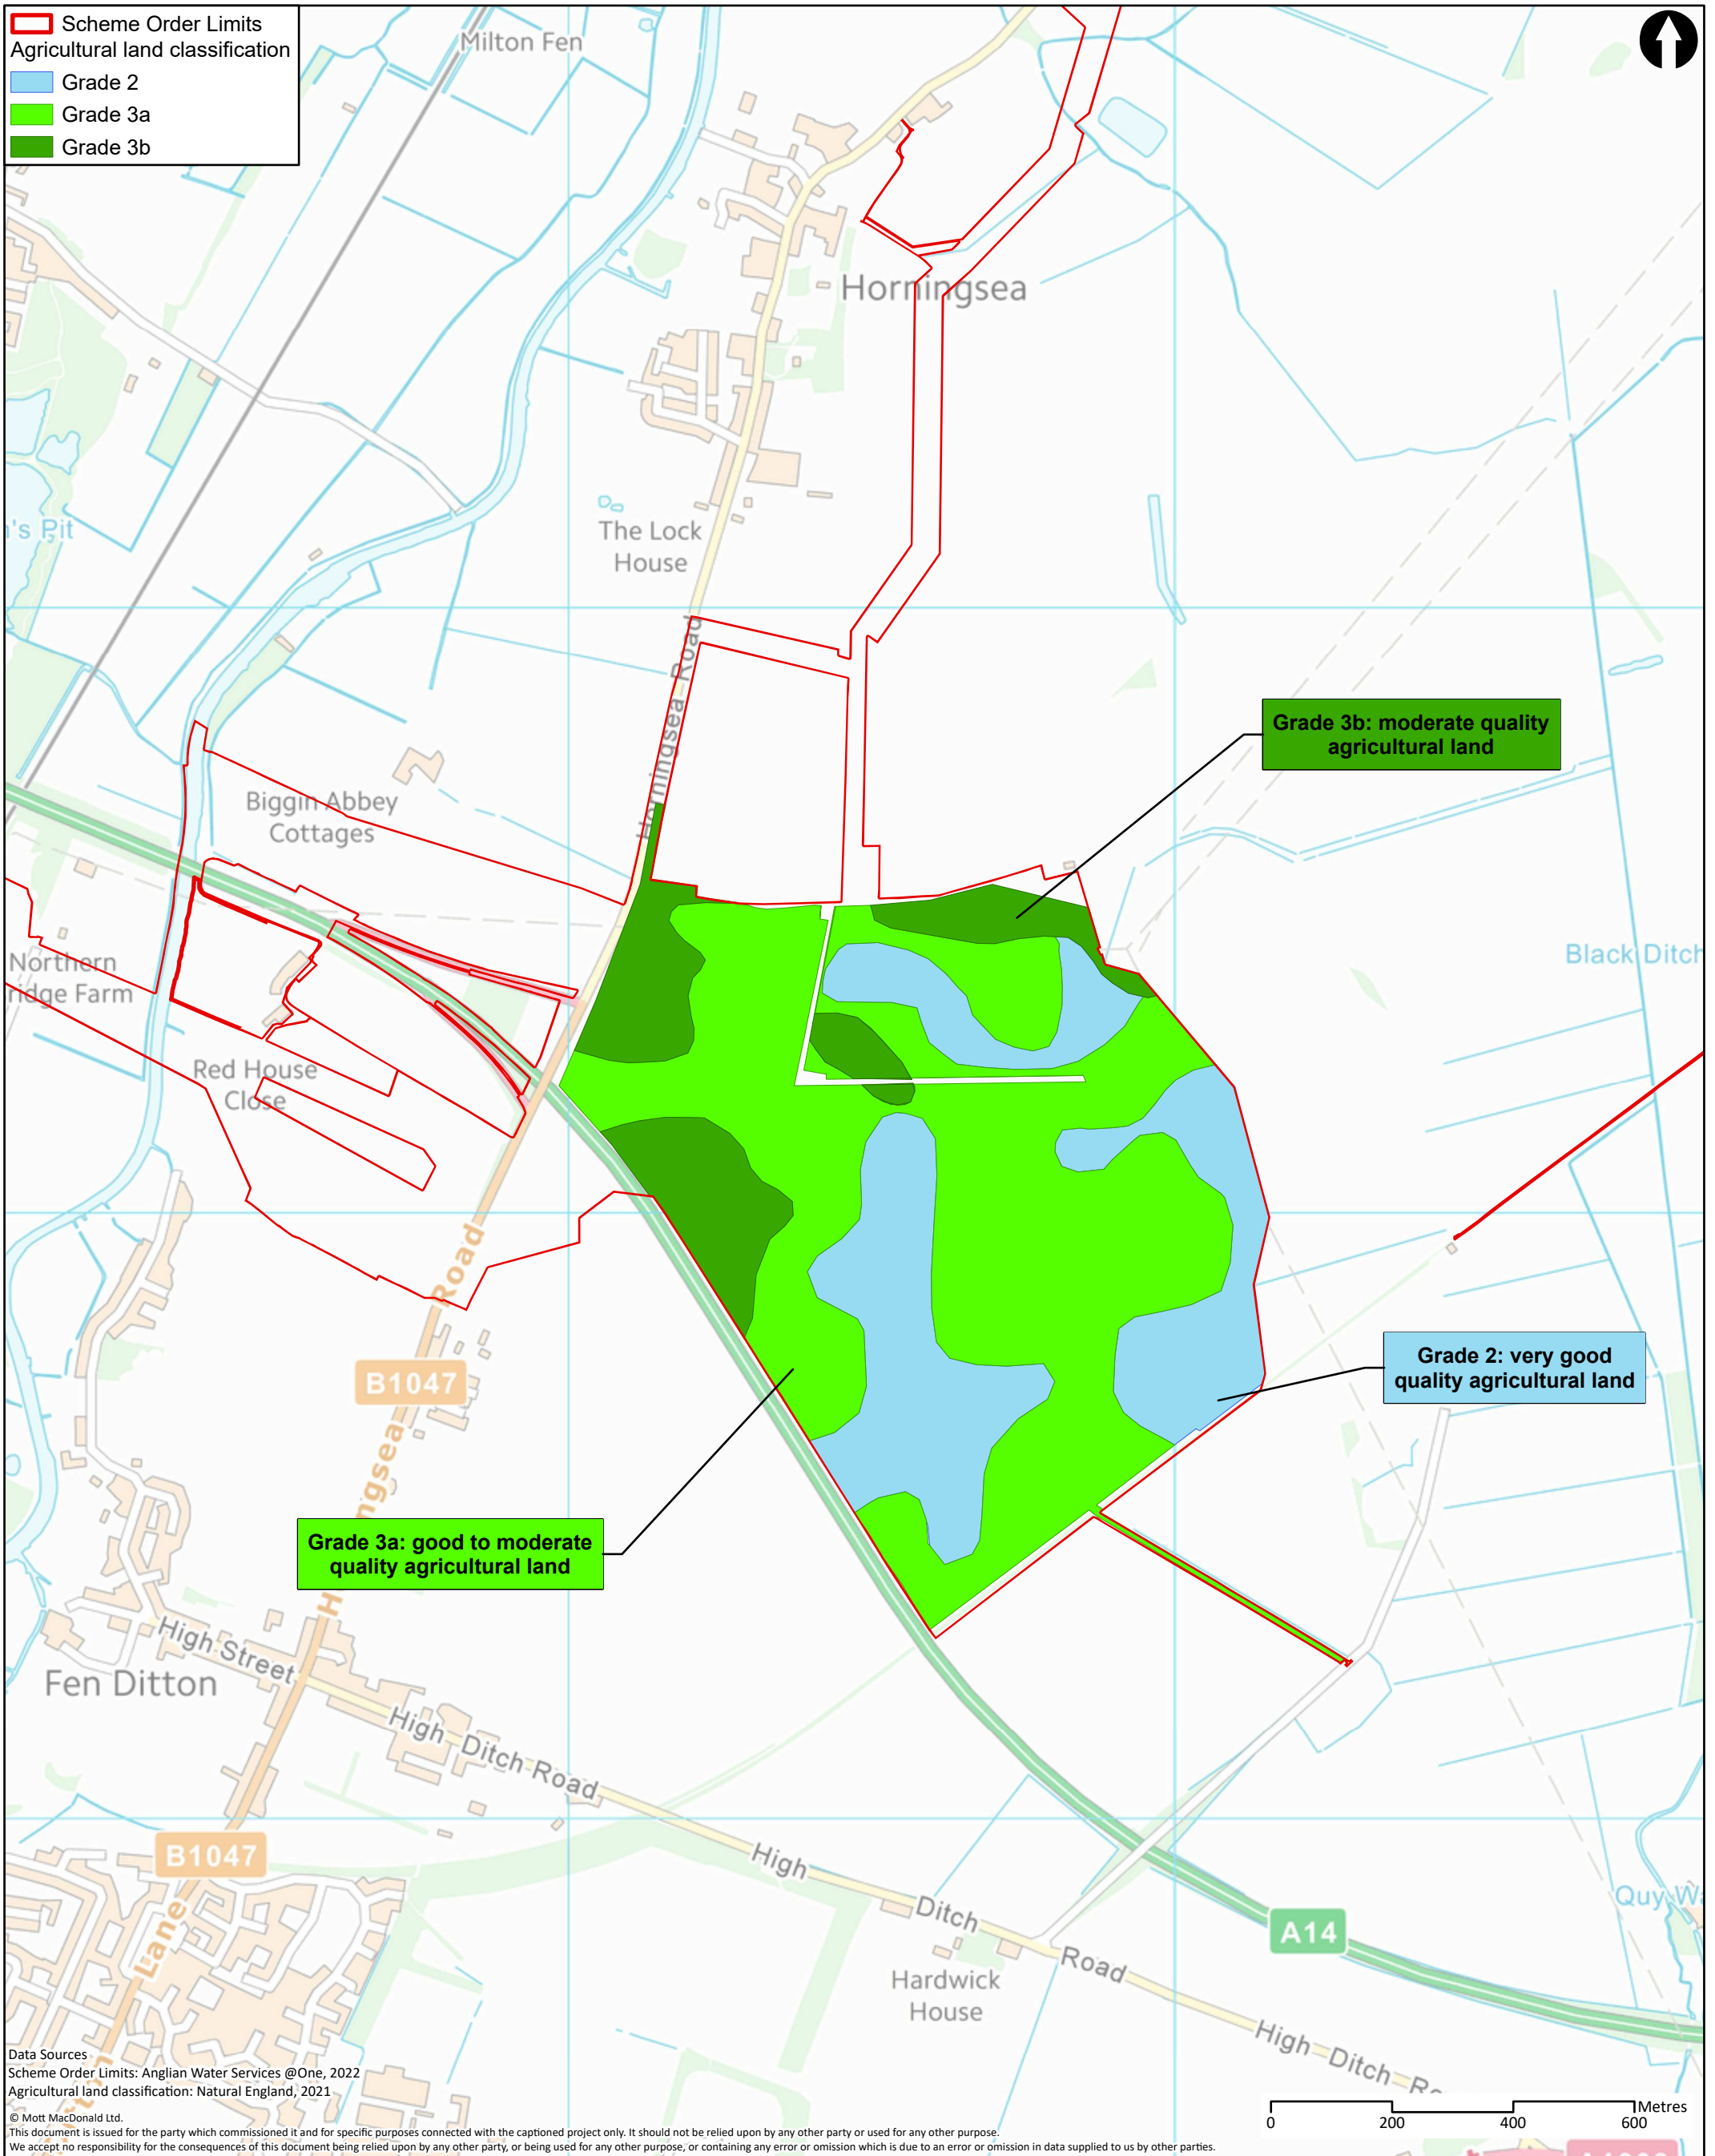 Scheme Order Limits
Agricultural land classification
Grade 2
Grade 3a
Grade 3b
Milton Fen
Horningsea
n's Pit
The Lock
House
Horningsea Road
Grade 3b: moderate quality
agricultural land
Biggin Abbey
Cottages
Northern
ridge Farm
Black Ditch
Red House
Close
Road
B1047
Grade 2: very good
quality agricultural land
Grade 3a: good to moderate
quality agricultural land
High Street
Fen Ditton
High Ditch Road
B1047
High
Ditch
Road
A14
Lane
Hardwick
House
High Ditch
Data Sources
Scheme Order Limits: Anglian Water Services @One, 2022
Agricultural land classification: Natural England, 2021
© Mott MacDonald Ltd.
This document is issued for the party which commissioned it and for specific purposes connected with the captioned project only. It should not be relied upon by any other party or used for any other purpose.
We accept no responsibility for the consequences of this document being relied upon by any other party, or being used for any other purpose, or containing any error or omission which is due to an error or omission in data supplied to us by other parties.
Metres
0 200 400 600